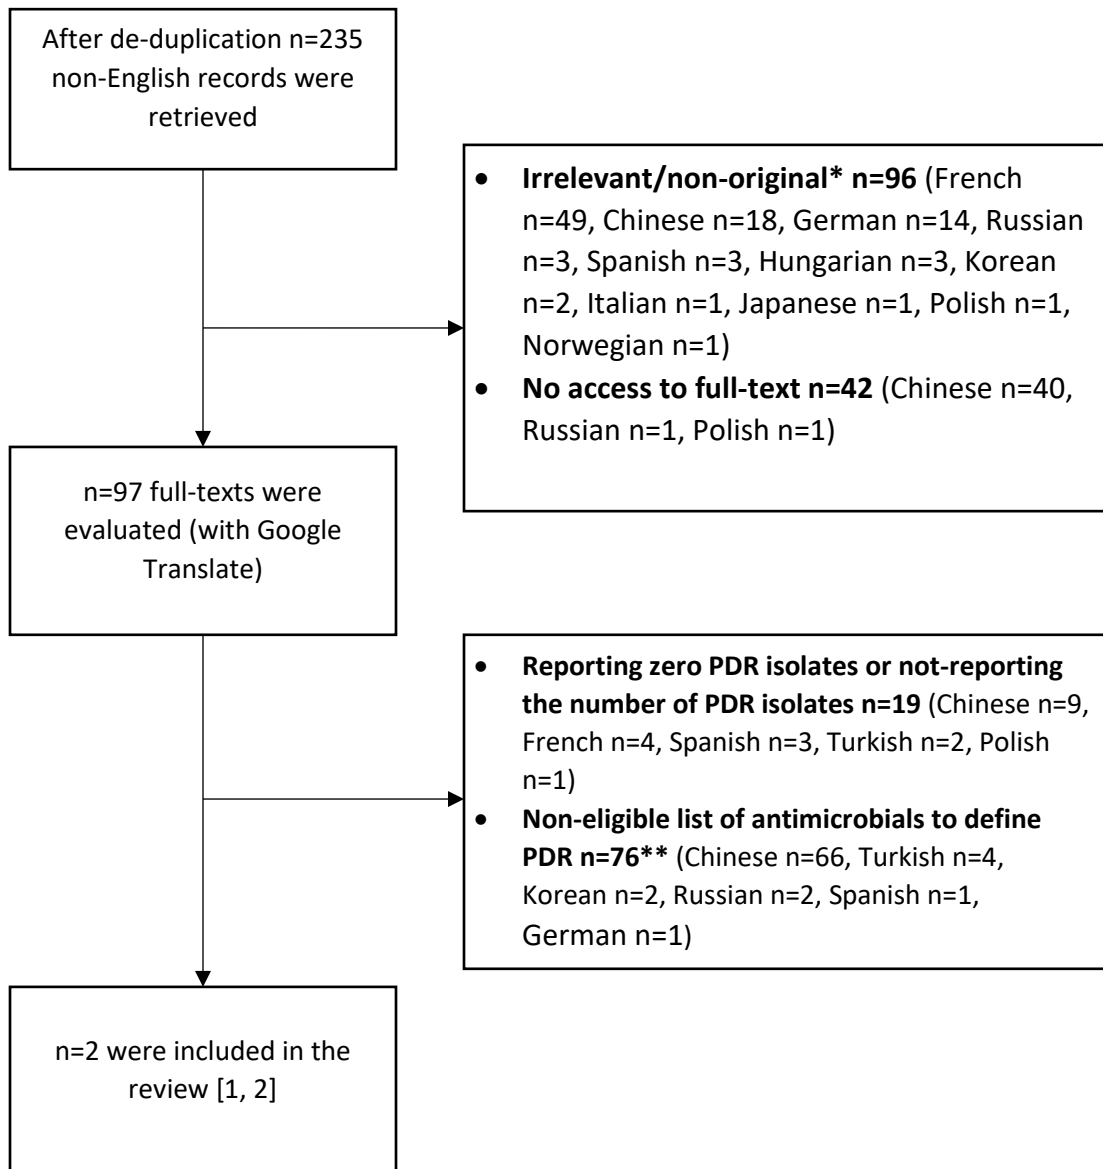 After de-duplication n=235
non-English records were
retrieved
• Irrelevant/non-original* n=96 (French
n=49, Chinese n=18, German n=14, Russian
n=3, Spanish n=3, Hungarian n=3, Korean
n=2, Italian n=1, Japanese n=1, Polish n=1,
Norwegian n=1)
• No access to full-text n=42 (Chinese n=40,
Russian n=1, Polish n=1)
n=97 full-texts were
evaluated (with Google
Translate)
• Reporting zero PDR isolates or not-reporting
the number of PDR isolates n=19 (Chinese n=9,
French n=4, Spanish n=3, Turkish n=2, Polish
n=1)
• Non-eligible list of antimicrobials to define
PDR n=76** (Chinese n=66, Turkish n=4,
Korean n=2, Russian n=2, Spanish n=1,
German n=1)
n=2 were included in the
review [1, 2]